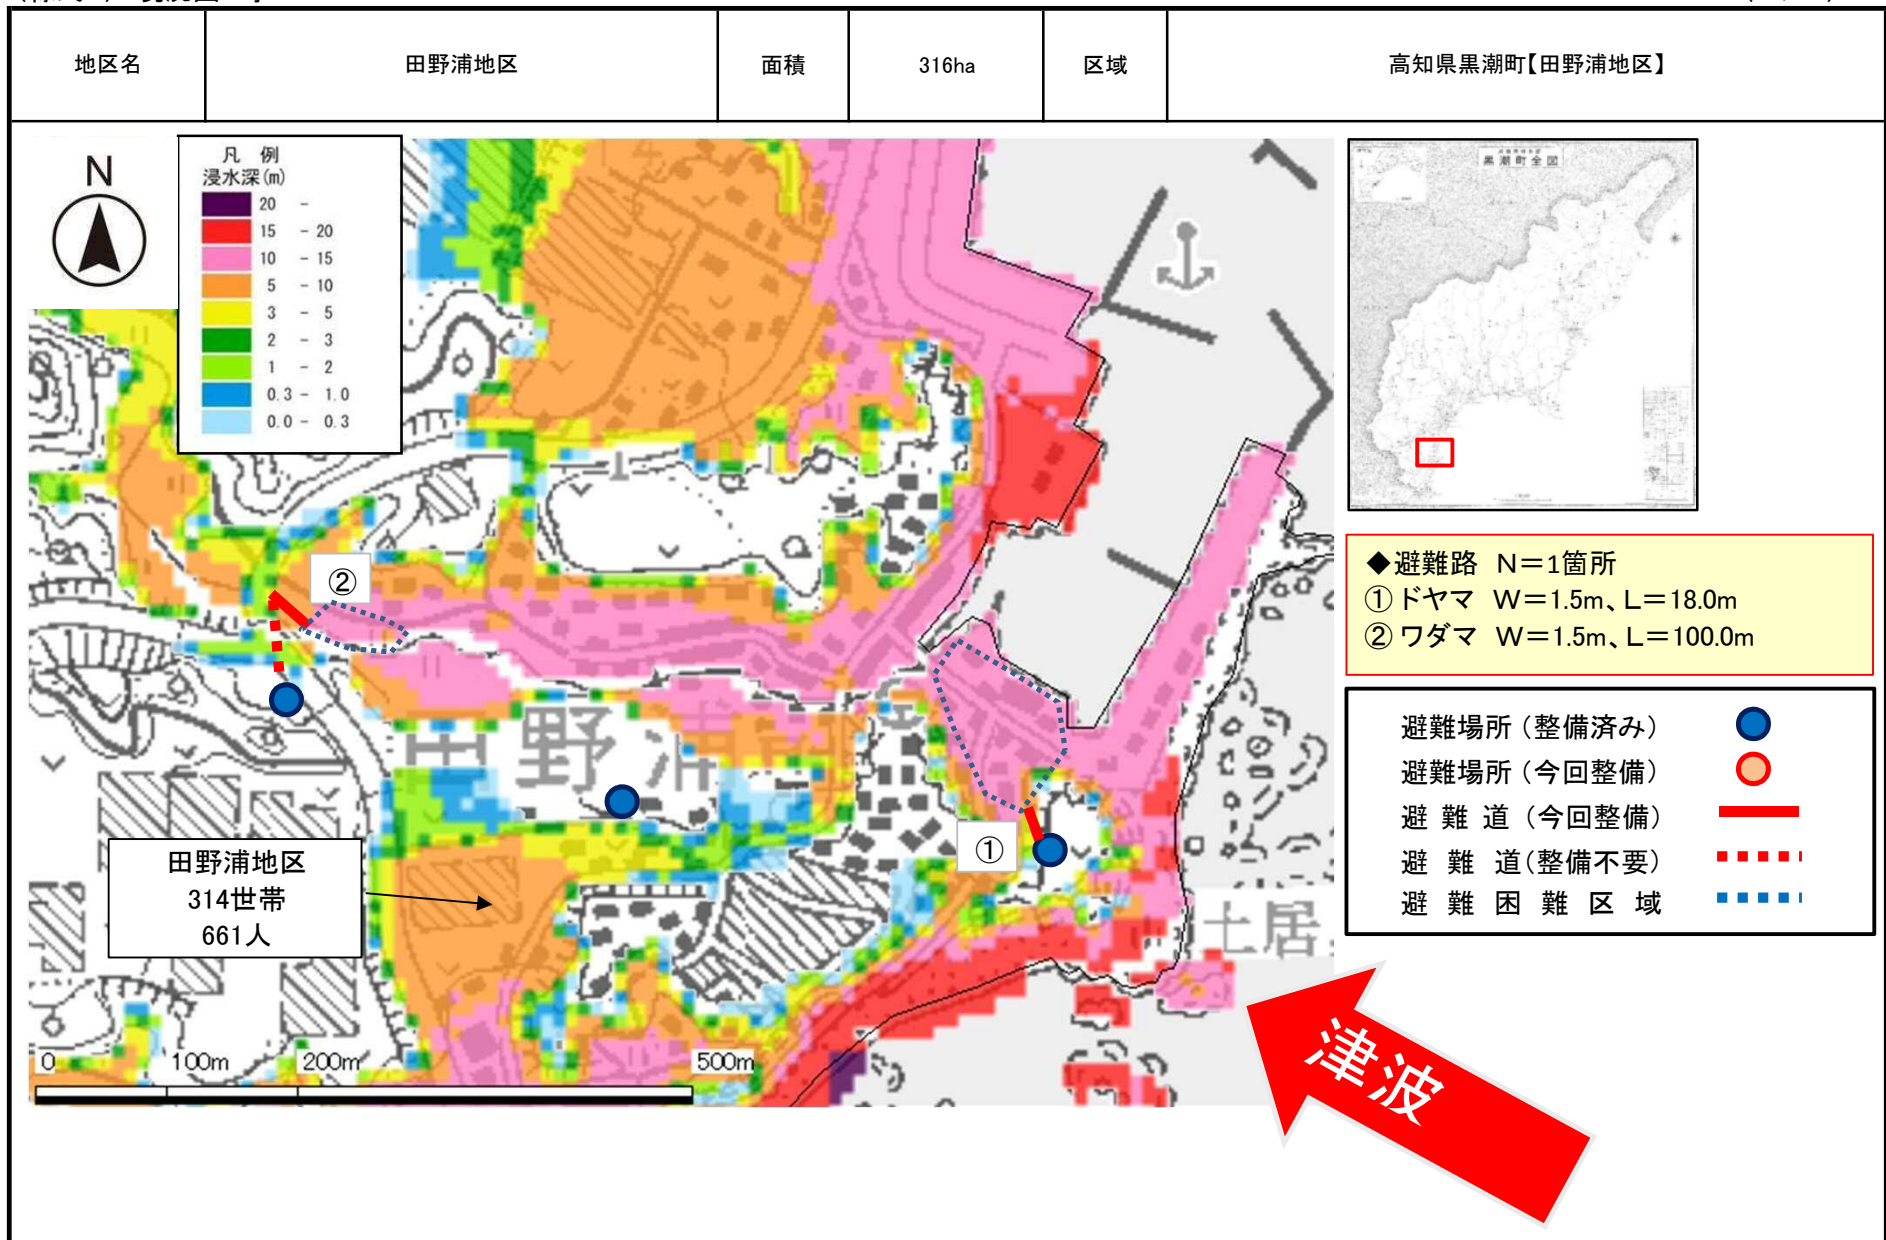 地区名
田野浦地区
面積
316ha
区域
高知県黒潮町【田野浦地区】
N
凡 例
浸水深(m)
20 -
15 - 20
10 - 15
5 - 10
3 - 5
2 - 3
1 - 2
0.3 - 1.0
0.0 - 0.3
黒潮町全図
②
◆避難路 N=1箇所
①ドヤマ W=1.5m、L=18.0m
②ワダマ W=1.5m、L=100.0m
避難場所(整備済み)
避難場所(今回整備)
避 難 道(今回整備)
避 難 道(整備不要)
避 難 困 難 区 域
田野浦
①
田野浦地区
314世帯
661人
土居
津波
0 100m 200m 500m